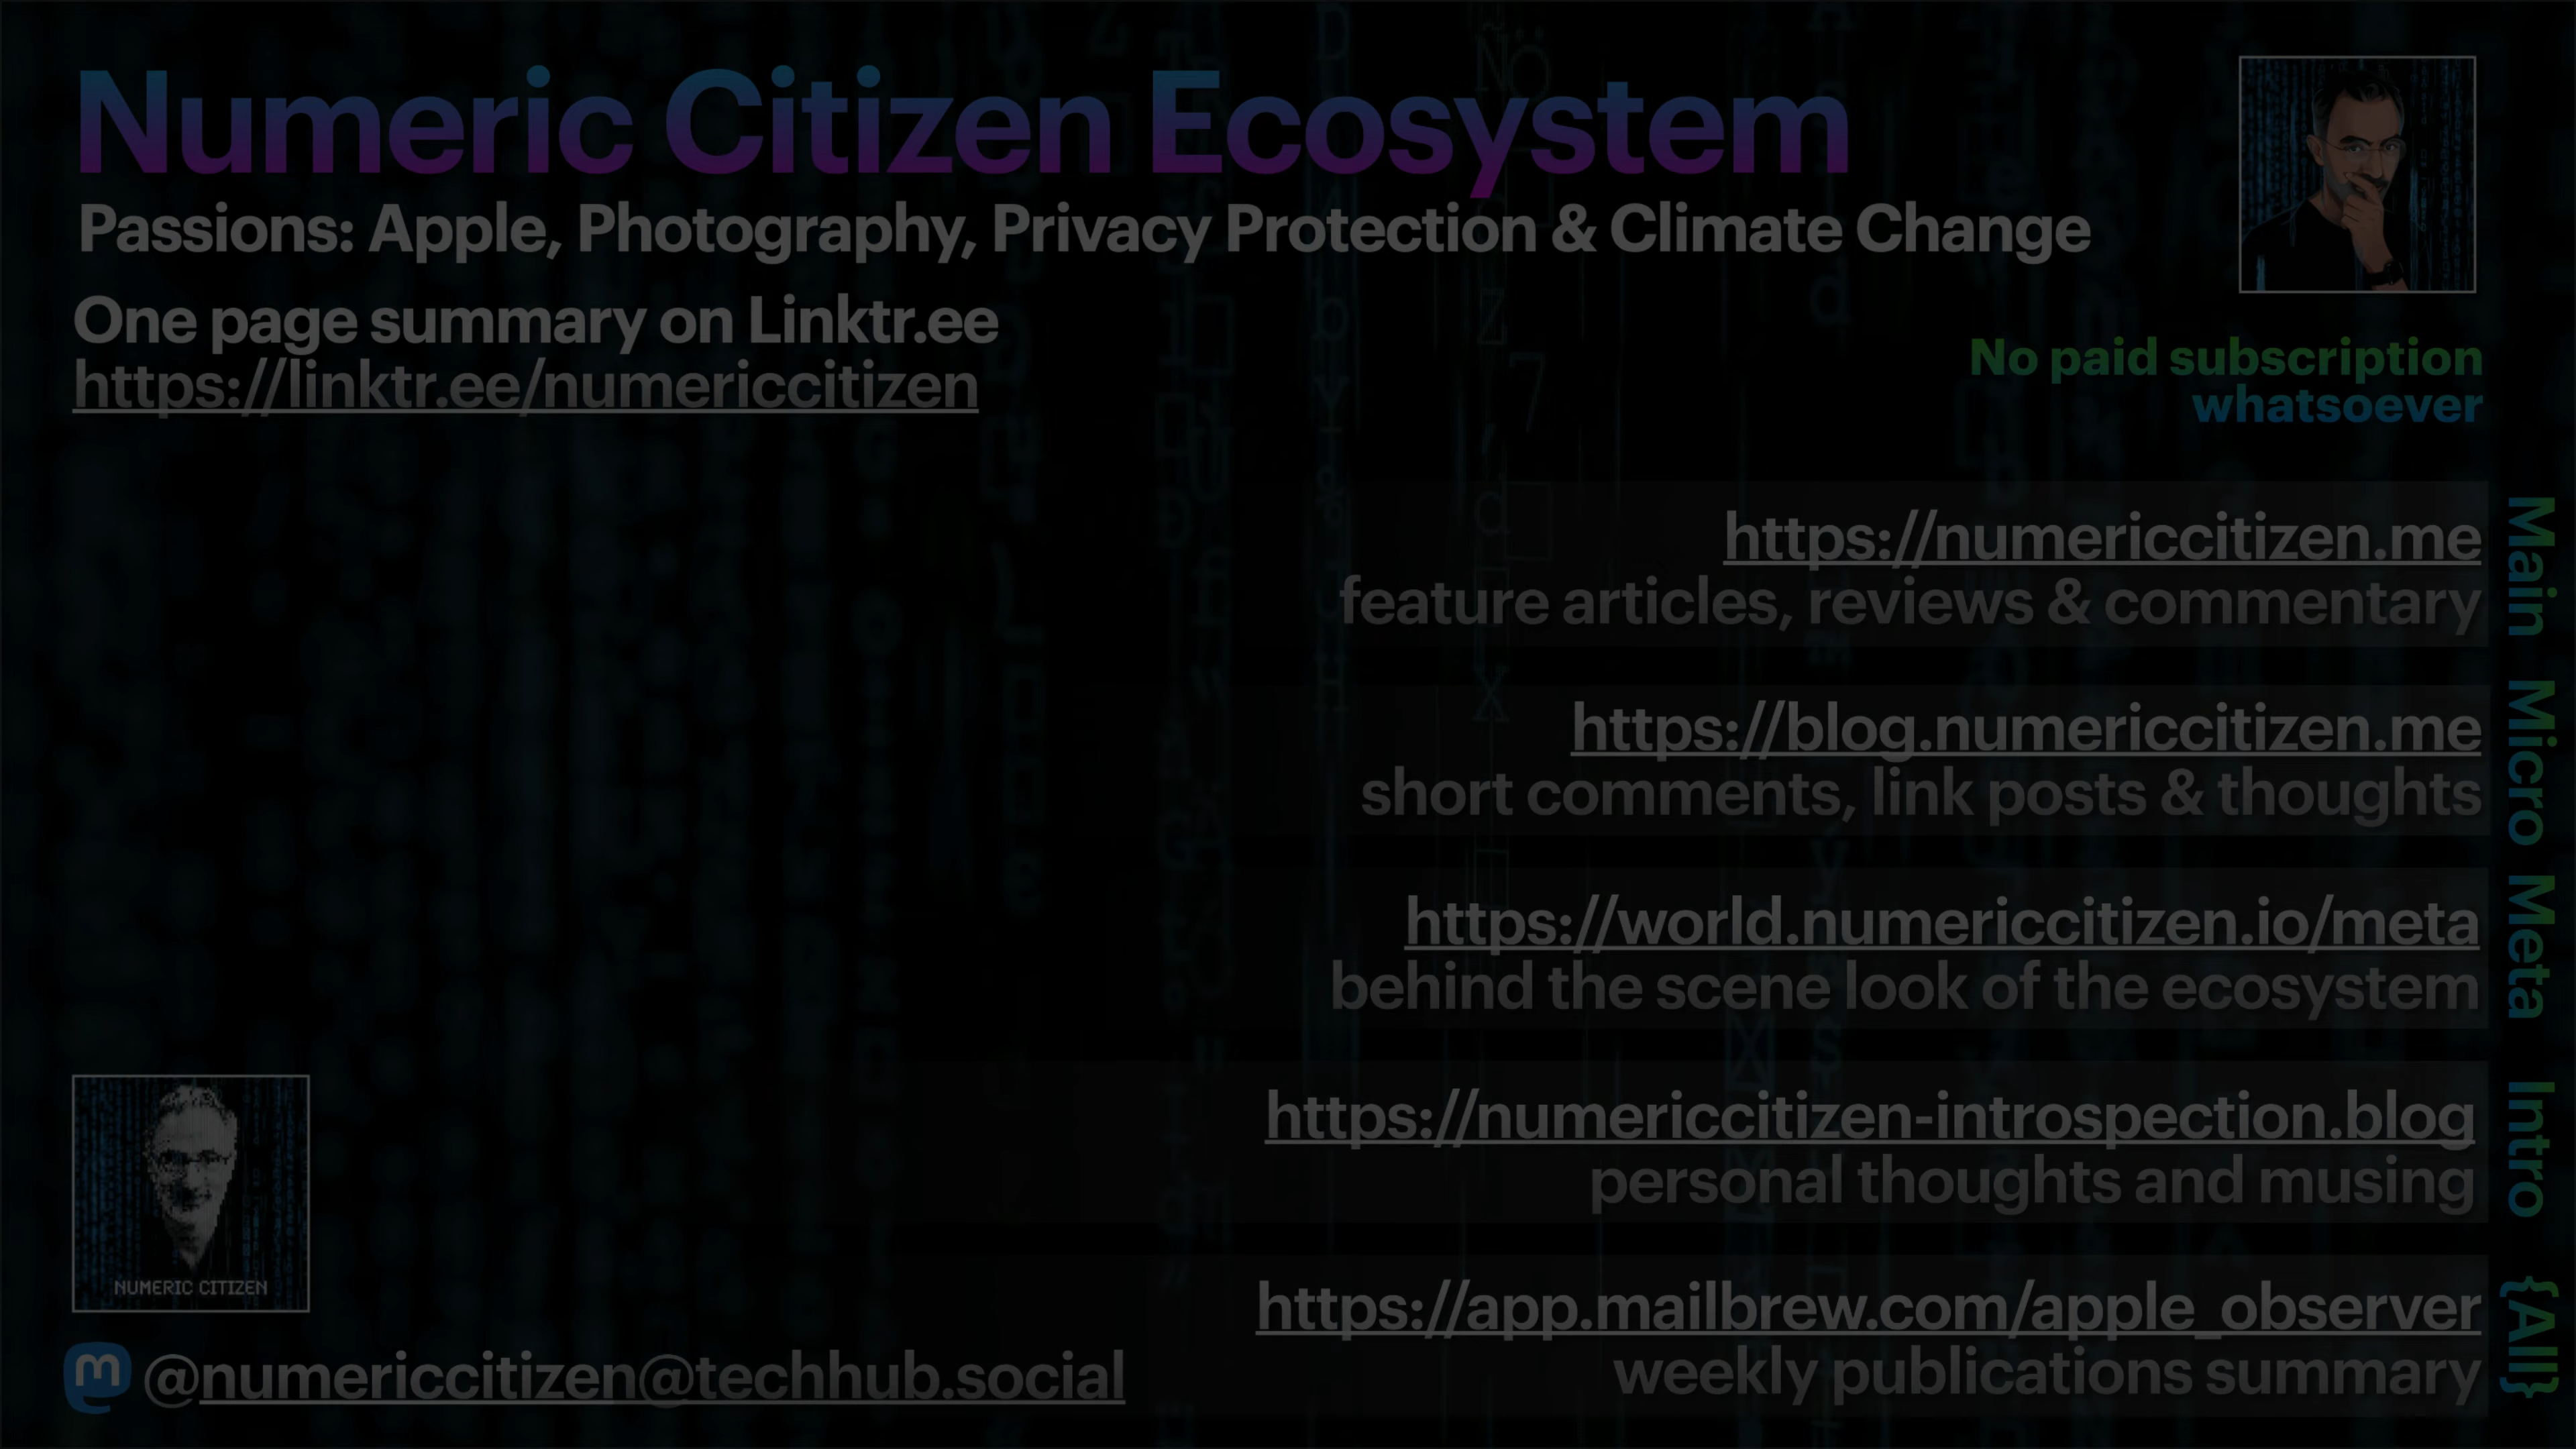 Numeric Citizen Ecosystem
Passions: Apple, Photography, Privacy Protection & Climate Change
One page summary on Linktr.ee
https://linktr.ee/numericcitizen
No paid subscription
whatsoever
https://numericcitizen.me
feature articles, reviews & commentary
Main
https://blog.numericcitizen.me
short comments, link posts & thoughts
Micro
https://world.numericcitizen.io/meta
behind the scene look of the ecosystem
Meta
https://numericcitizen-introspection.blog
personal thoughts and musing
Intro
https://app.mailbrew.com/apple_observer
weekly publications summary
{All}
NUMERIC CITIZEN
@numericcitizen@techhub.social